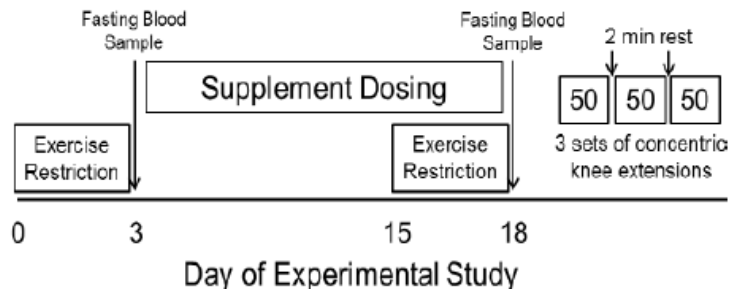 Fasting Blood
Sample
Fasting Blood
Sample
2 min rest
Supplement Dosing
50 50 50
Exercise
Restriction
Exercise
Restriction
3 sets of concentric
knee extensions
0 3 15 18
Day of Experimental Study